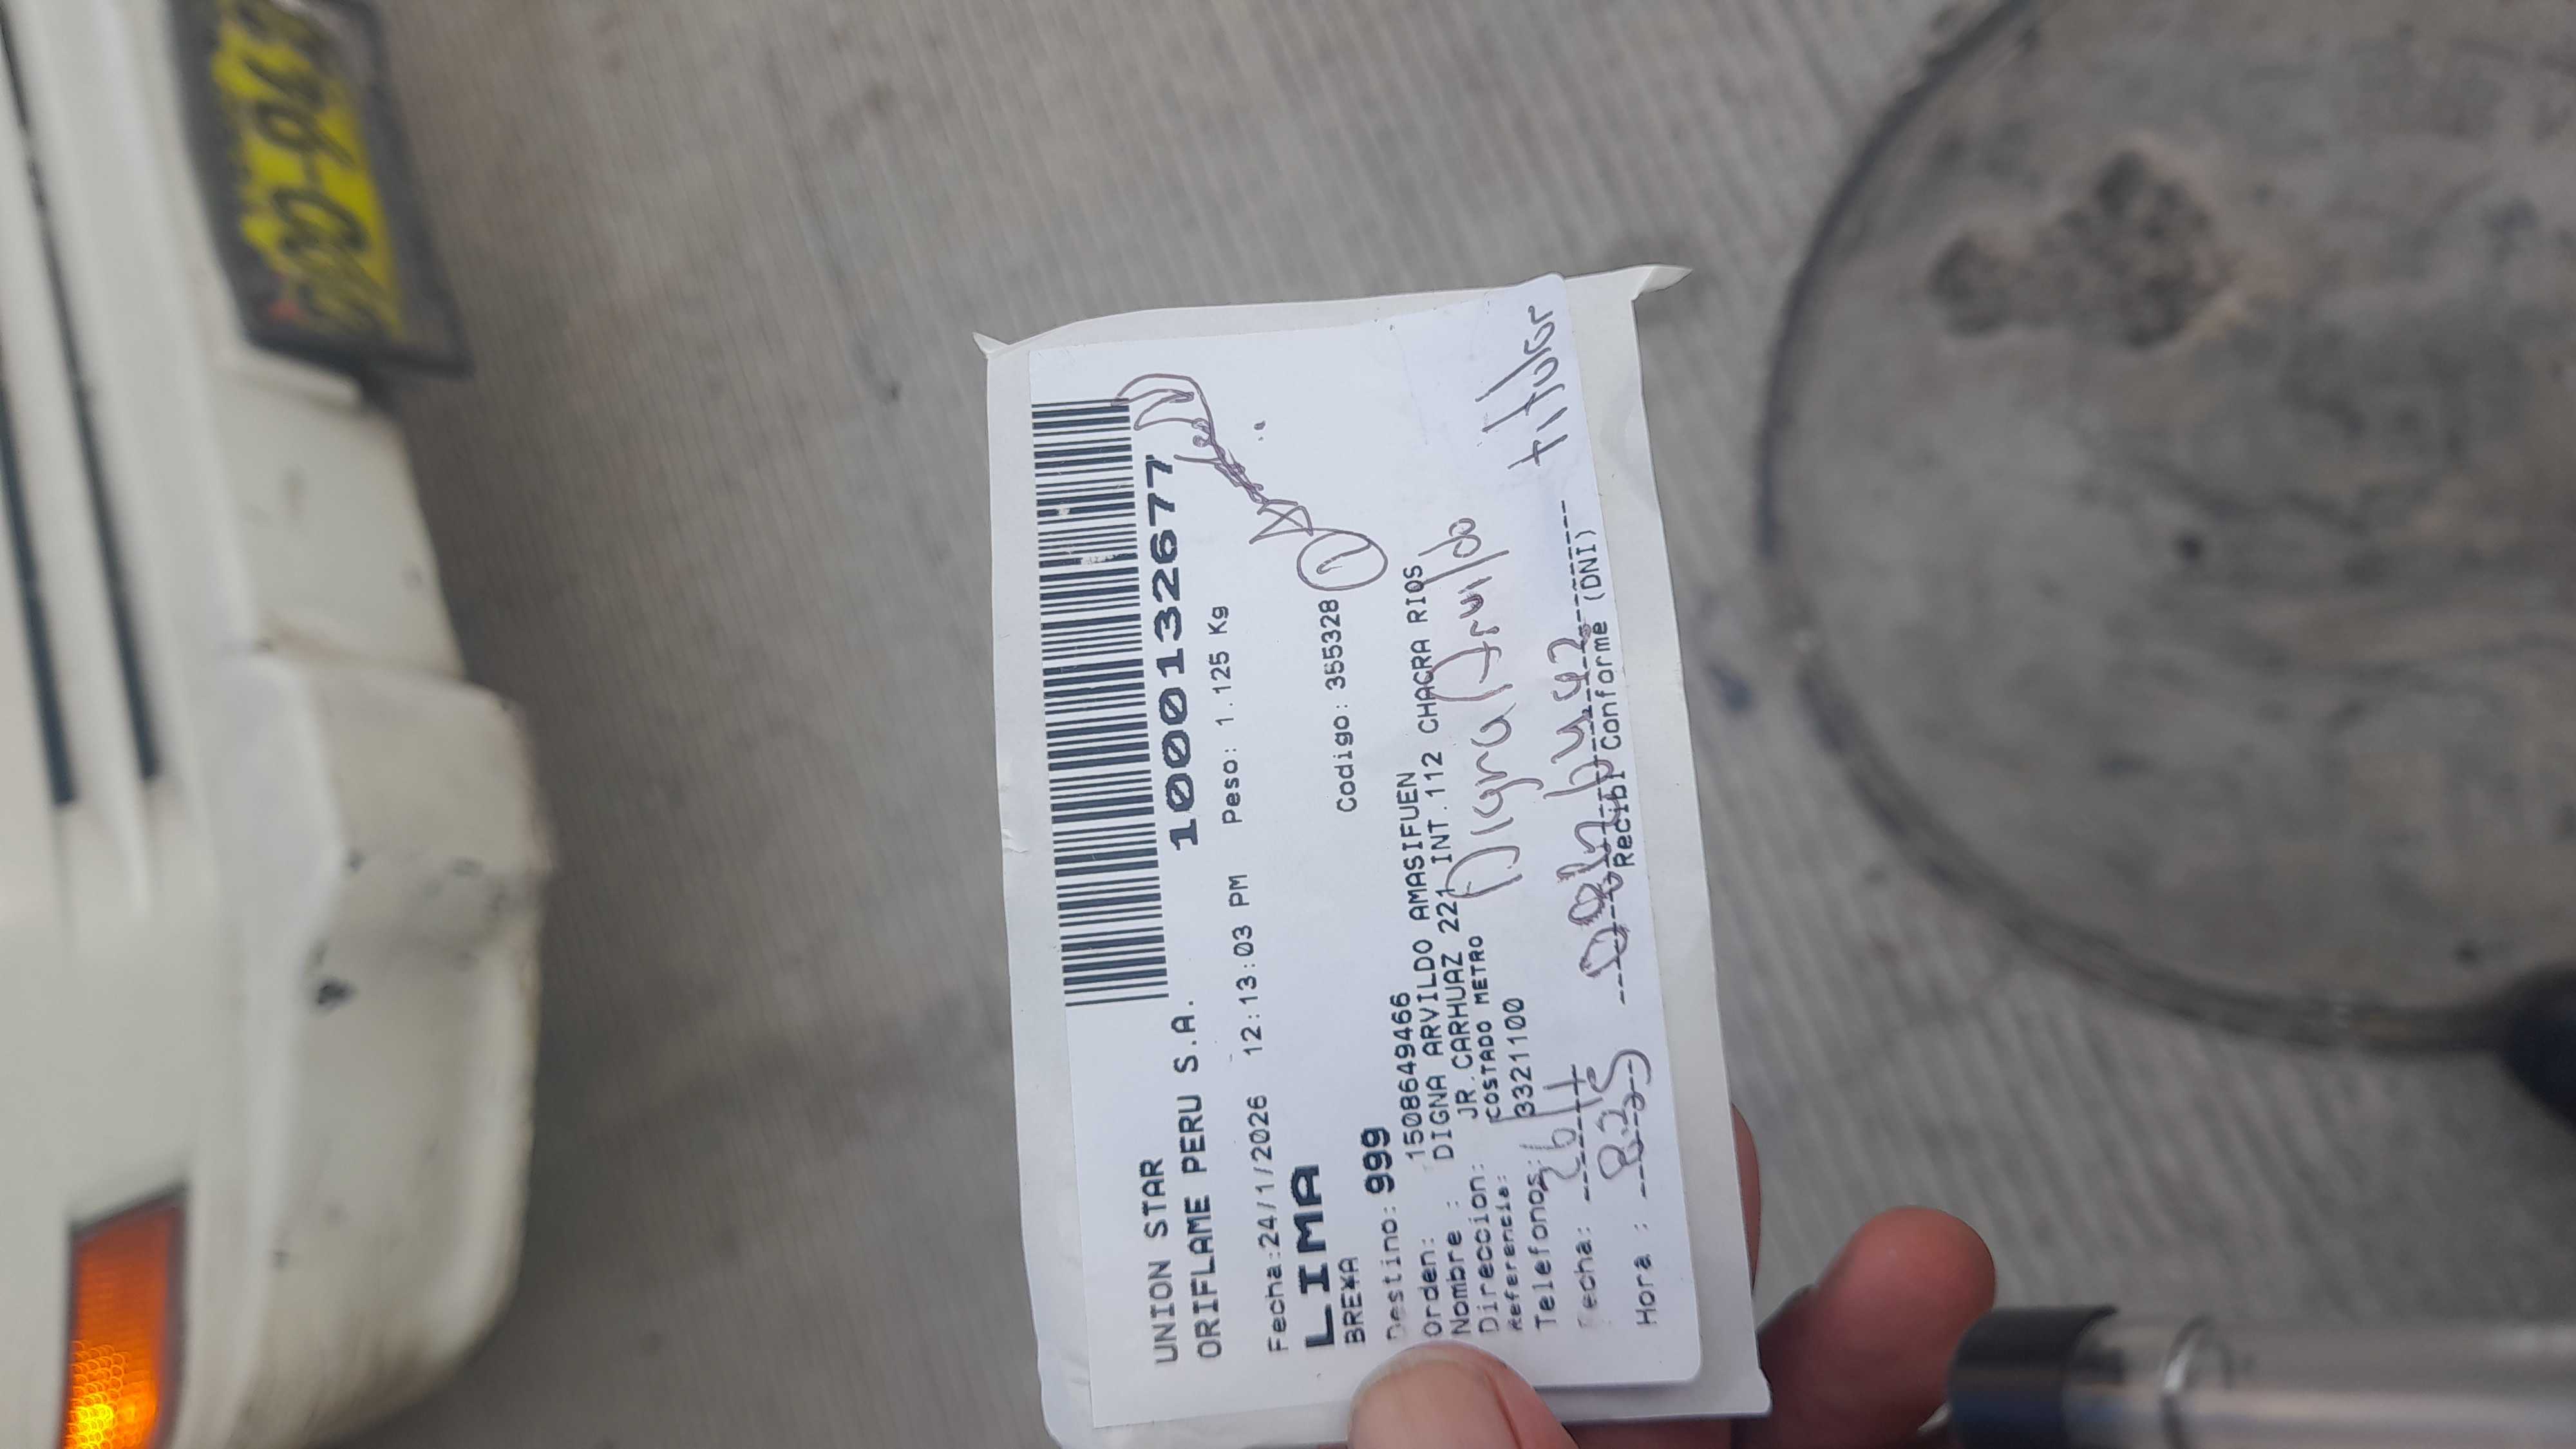 UNION STAR
ORIFLAME PERU S.A. 1000132677
Fecha:24/1/2026 12:13:03 PM Peso: 1.125 Kg
LIMA
BRE¥A Codigo: 355328
Destino: 999
Orden: 1508649466
Nombre : DIGNA ARVILDO AMASIFUEN
Direccion: JR.CARHUAZ 221 INT.112 CHACRA RIOS
Referencia: COSTADO METRO
Digna Arvildo
Telefonos: 3321100
titular
Fecha:
Hora :
Recibi Conforme (DNI)